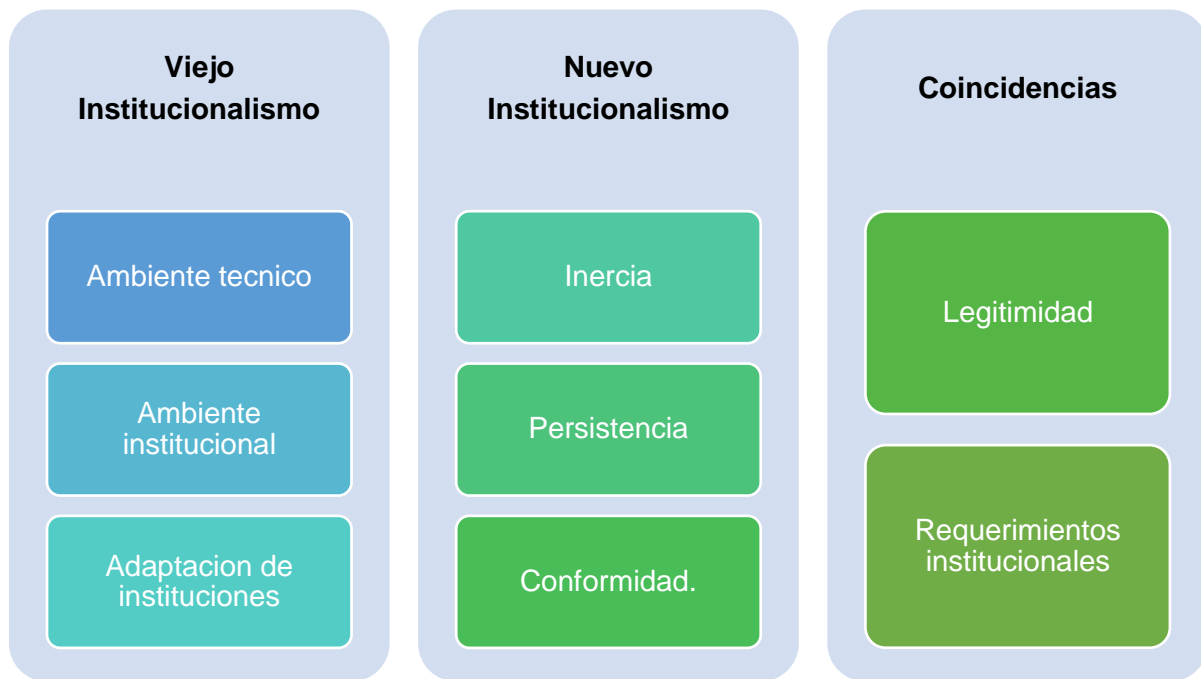 Viejo
Institucionalismo
Ambiente tecnico
Ambiente
institucional
Adaptacion de
instituciones
Nuevo
Institucionalismo
Inercia
Persistencia
Conformidad.
Coincidencias
Legitimidad
Requerimientos
institucionales